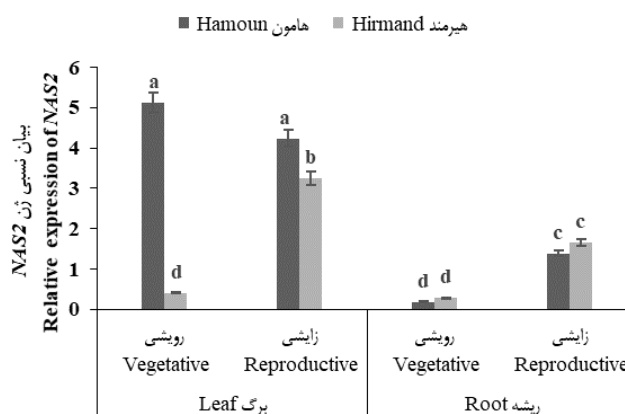 Hamoun هامون Hirmand هیرمند
بیان نسبی ژن NAS2
Relative expression of NAS2
6
5
4
3
2
1
0
a
d
a
b
d d
c c
رویشی زایشی رویشی زایشی
Vegetative Reproductive Vegetative Reproductive
Leaf برگ Root ریشه